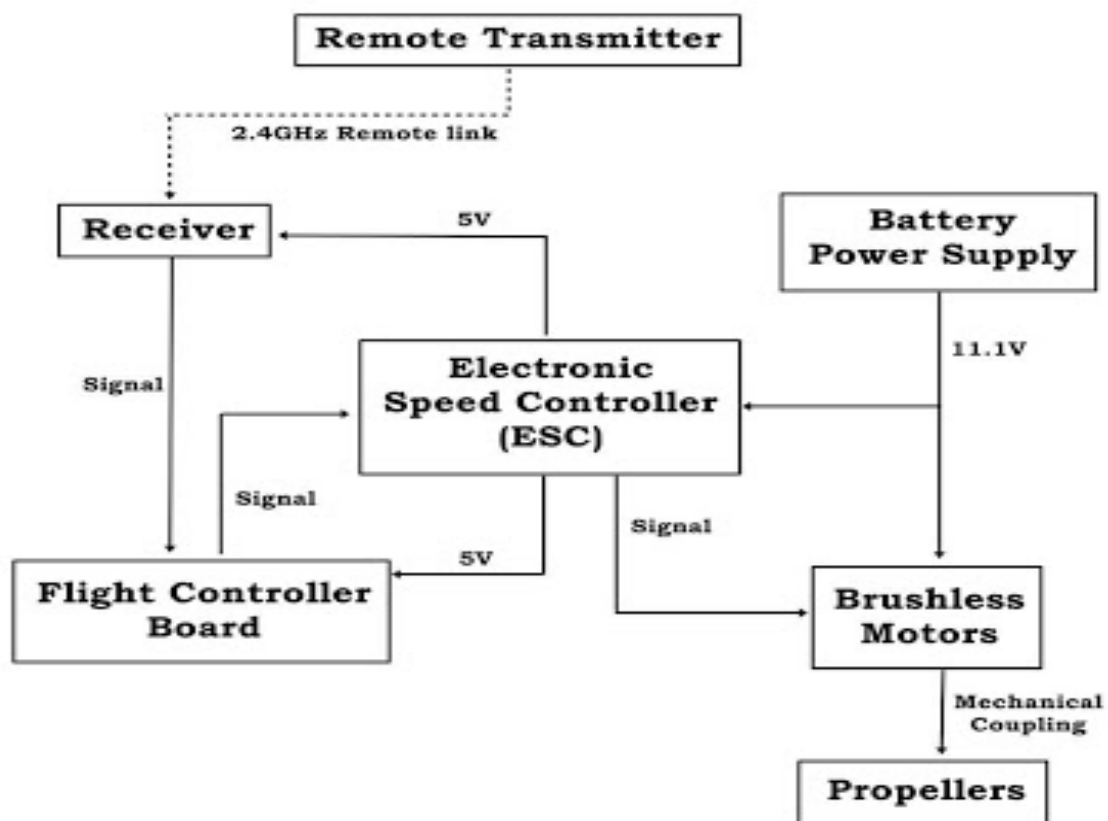 Remote Transmitter
2.4GHz Remote link
Receiver
5V
Battery
Power Supply
11.1V
Electronic
Speed Controller
(ESC)
Signal
Signal
Signal
5V
Flight Controller
Board
Brushless
Motors
Mechanical
Coupling
Propellers